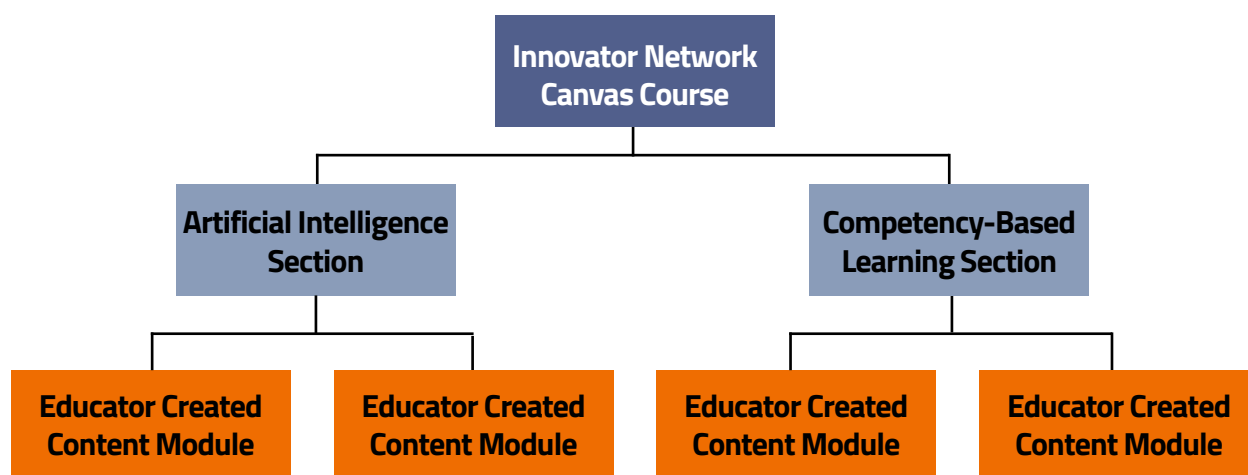 Innovator Network
Canvas Course
Artificial Intelligence
Section
Competency-Based
Learning Section
Educator Created
Content Module
Educator Created
Content Module
Educator Created
Content Module
Educator Created
Content Module